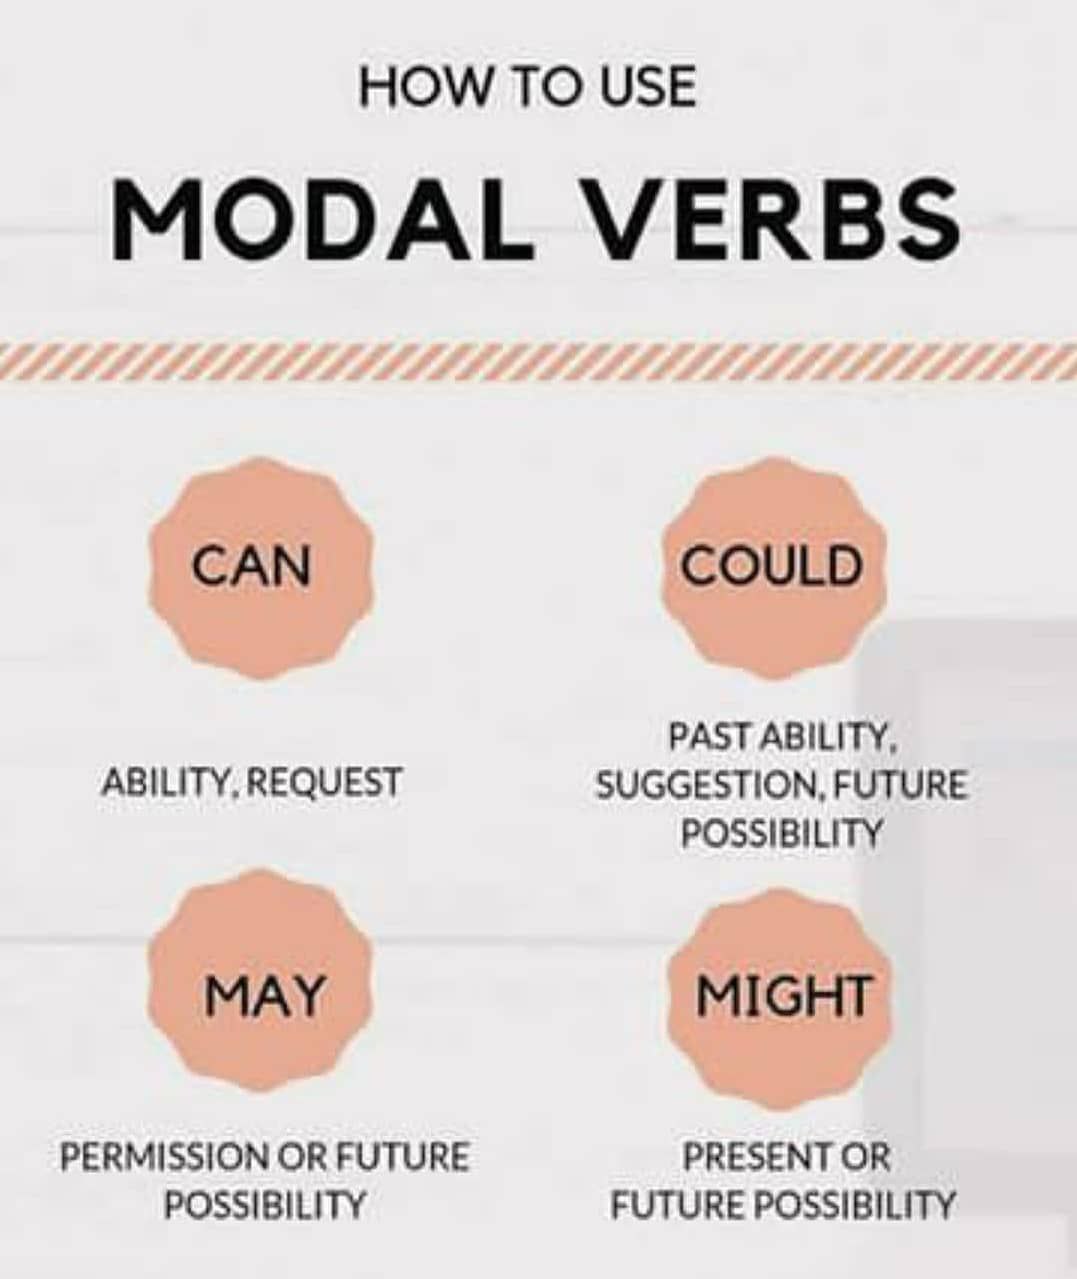 HOW TO USE
MODAL VERBS
CAN
COULD
ABILITY, REQUEST
PAST ABILITY,
SUGGESTION, FUTURE
POSSIBILITY
MAY
MIGHT
PERMISSION OR FUTURE
POSSIBILITY
PRESENT OR
FUTURE POSSIBILITY